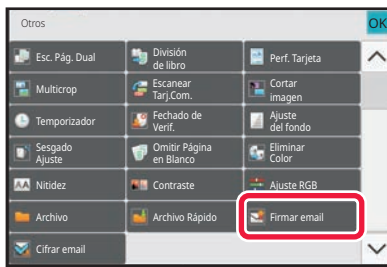 Otros
OK
Esc. Pág. Dual
División
de libro
Perf. Tarjeta
Multicrop
Escanear
Tarj.Com.
Cortar
imagen
Temporizador
Fechado de
Verif.
Ajuste
del fondo
Sesgado
Ajuste
Omitir Página
en Blanco
Eliminar
Color
AA Nitidez
Contraste
Ajuste RGB
Archivo
Archivo Rápido
Firmar email
Cifrar email